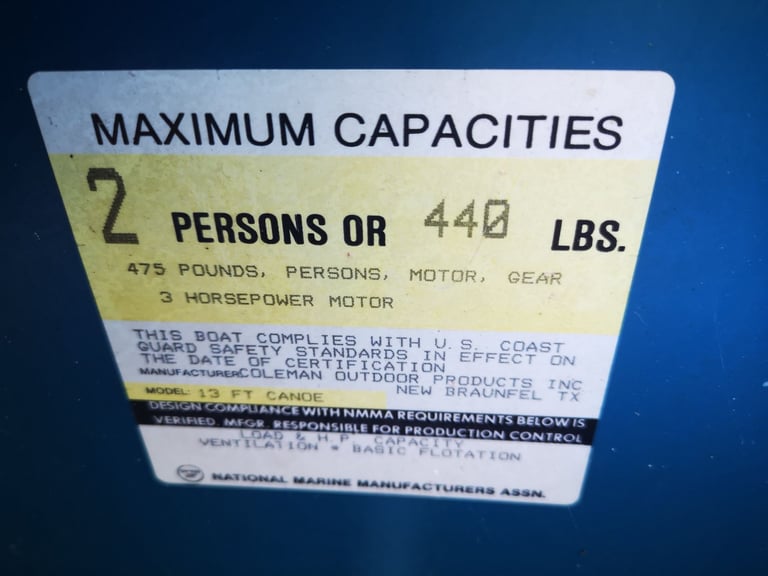 MAXIMUM CAPACITIES
2 PERSONS OR 440 LBS.
475 POUNDS, PERSONS, MOTOR, GEAR
3 HORSEPOWER MOTOR
THIS BOAT COMPLIES WITH U.S. COAST
GUARD SAFETY STANDARDS IN EFFECT ON
THE DATE OF CERTIFICATION
MANUFACTURER: COLEMAN OUTDOOR PRODUCTS INC
NEW BRAUNFEL TX
MODEL: 13 FT CANOE
DESIGN COMPLIANCE WITH NMMA REQUIREMENTS BELOW IS
VERIFIED. MFGR. RESPONSIBLE FOR PRODUCTION CONTROL
LOAD & H.P. CAPACITY
VENTILATION * BASIC FLOTATION
NATIONAL MARINE MANUFACTURERS ASSN.